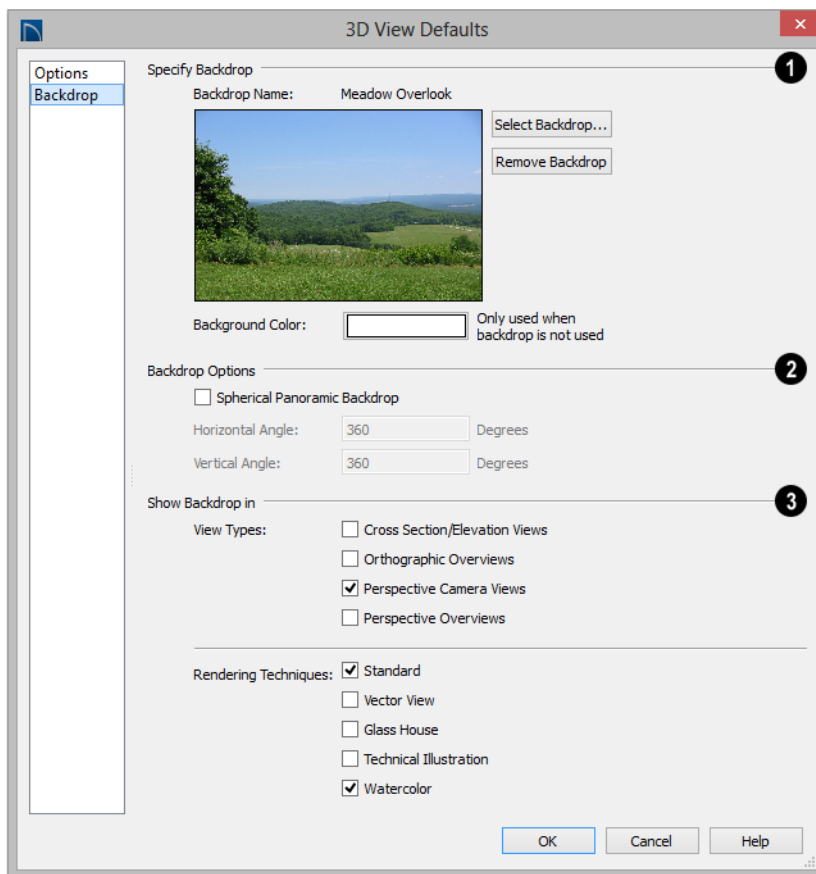 3D View Defaults
Options
Backdrop
Specify Backdrop
1
Backdrop Name: Meadow Overlook
Select Backdrop...
Remove Backdrop
Background Color:
Only used when
backdrop is not used
Backdrop Options
2
Spherical Panoramic Backdrop
Horizontal Angle: 360 Degrees
Vertical Angle: 360 Degrees
Show Backdrop in
3
View Types:
Cross Section/Elevation Views
Orthographic Overviews
Perspective Camera Views
Perspective Overviews
Rendering Techniques:
Standard
Vector View
Glass House
Technical Illustration
Watercolor
OK
Cancel
Help